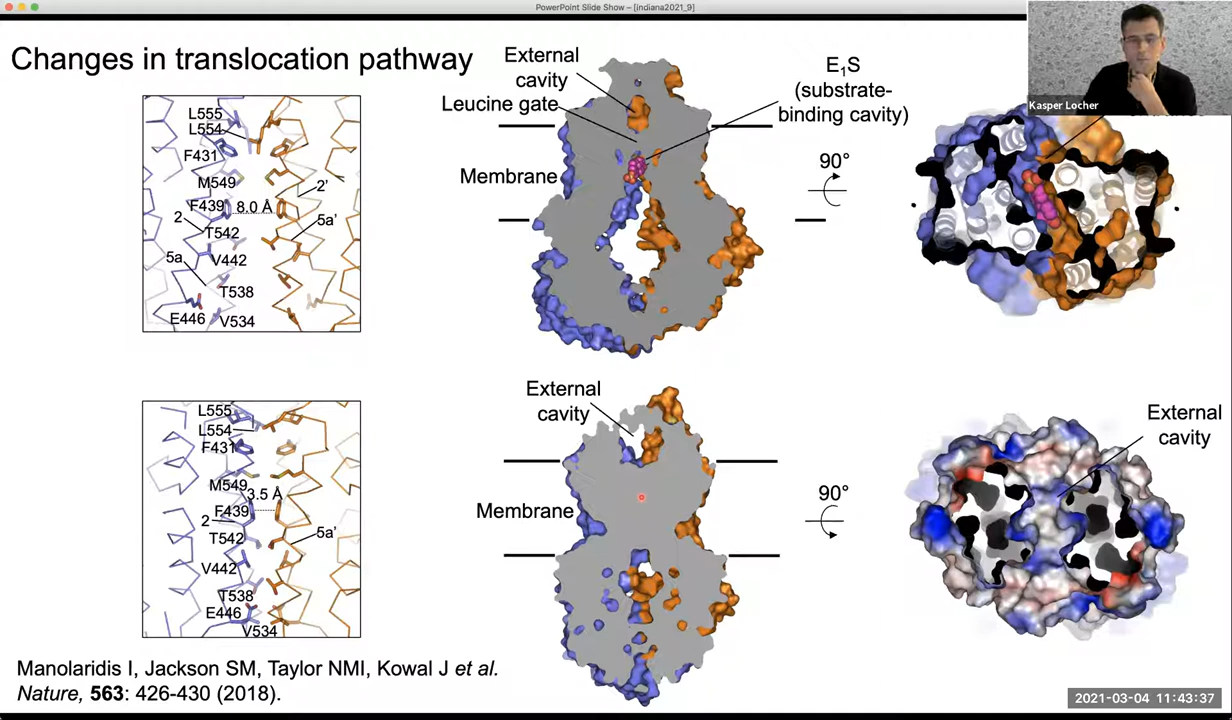 PowerPoint Slide Show – [indiana2021_9]
Changes in translocation pathway
L555
L554
F431
M549
F439
8.0 Å
2
T542
5a
V442
T538
E446
V534
2'
5a'
External
cavity
Leucine gate
Membrane
E₁S
(substrate-
binding cavity)
90°
Kasper Locher
L555
L554
F431
M549
3.5 Å
F439
2
T542
5a'
V442
T538
E446
V534
External
cavity
Membrane
90°
External
cavity
Manolaridis I, Jackson SM, Taylor NMI, Kowal J et al.
Nature, 563: 426-430 (2018).
2021-03-04 11:43:37